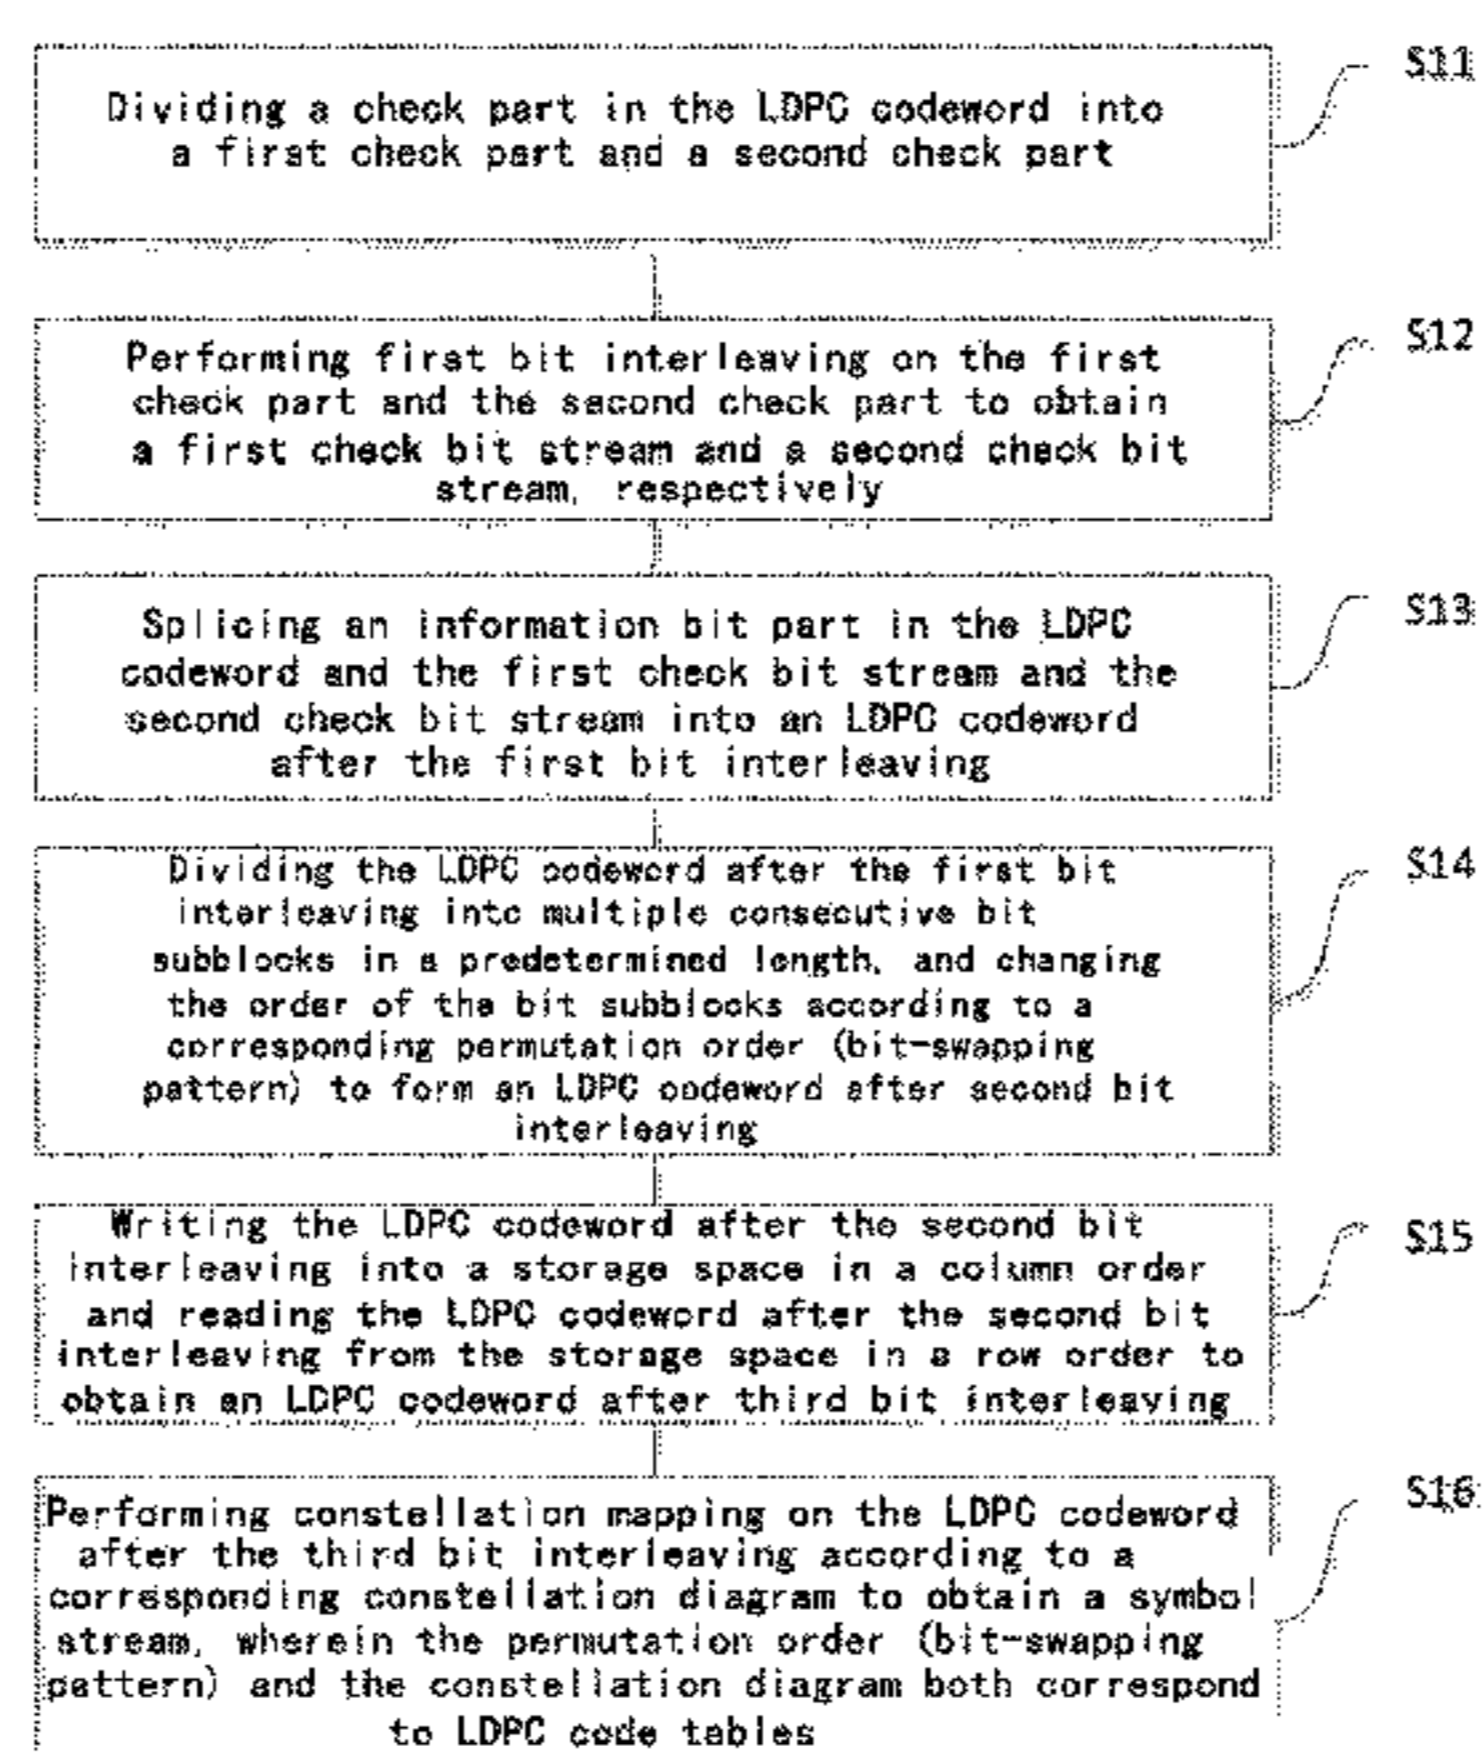 S11
Dividing a check part in the LDPC codeword into
a first check part and a second check part
S12
Performing first bit interleaving on the first
check part and the second check part to obtain
a first check bit stream and a second check bit
stream, respectively
S13
Splicing an information bit part in the LDPC
codeword and the first check bit stream and the
second check bit stream into an LDPC codeword
after the first bit interleaving
S14
Dividing the LDPC codeword after the first bit
interleaving into multiple consecutive bit
subblocks in a predetermined length, and changing
the order of the bit subblocks according to a
corresponding permutation order (bit-swapping
pattern) to form an LDPC codeword after second bit
interleaving
S15
Writing the LDPC codeword after the second bit
interleaving into a storage space in a column order
and reading the LDPC codeword after the second bit
interleaving from the storage space in a row order to
obtain an LDPC codeword after third bit interleaving
S16
Performing constellation mapping on the LDPC codeword
after the third bit interleaving according to a
corresponding constellation diagram to obtain a symbol
stream, wherein the permutation order (bit-swapping
pattern) and the constellation diagram both correspond
to LDPC code tables